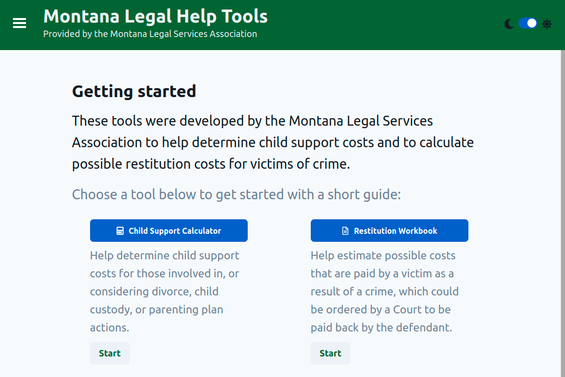 Montana Legal Help Tools
Provided by the Montana Legal Services Association
Getting started
These tools were developed by the Montana Legal Services
Association to help determine child support costs and to calculate
possible restitution costs for victims of crime.
Choose a tool below to get started with a short guide:
Child Support Calculator
Help determine child support
costs for those involved in, or
considering divorce, child
custody, or parenting plan
actions.
Start
Restitution Workbook
Help estimate possible costs
that are paid by a victim as a
result of a crime, which could
be ordered by a Court to be
paid back by the defendant.
Start